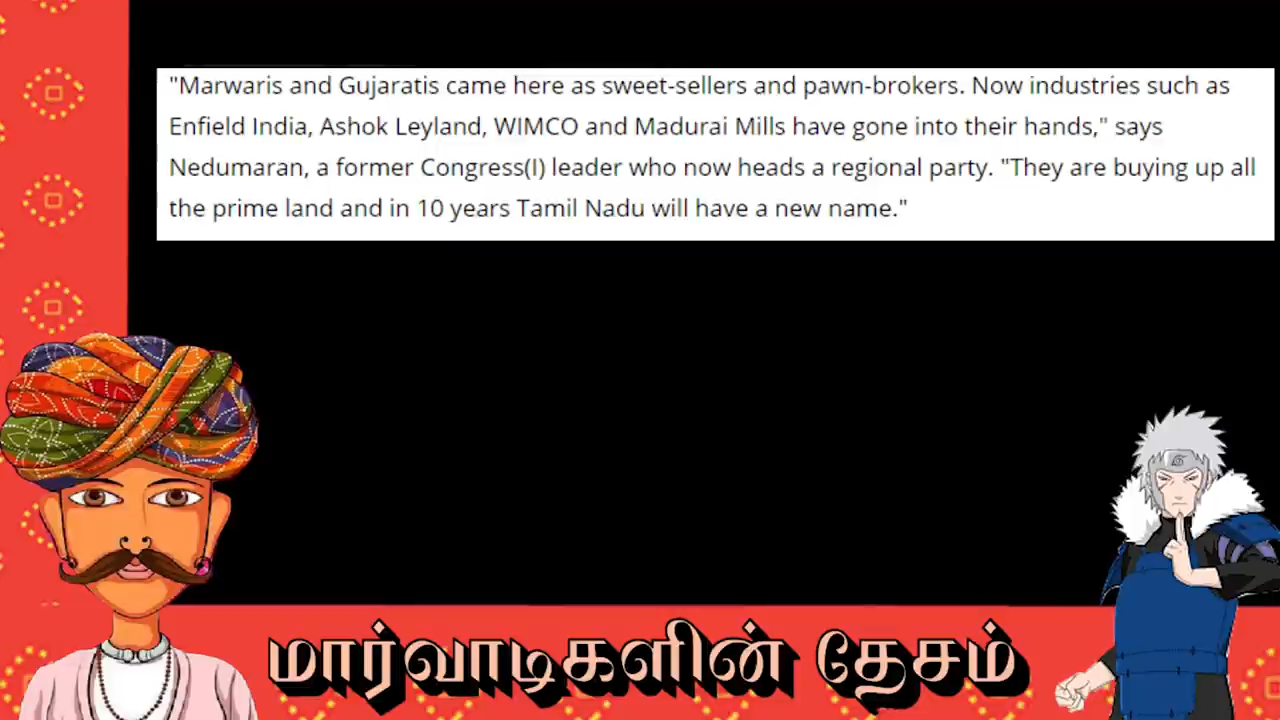 "Marwaris and Gujaratis came here as sweet-sellers and pawn-brokers. Now industries such as
Enfield India, Ashok Leyland, WIMCO and Madurai Mills have gone into their hands," says
Nedumaran, a former Congress(I) leader who now heads a regional party. "They are buying up all
the prime land and in 10 years Tamil Nadu will have a new name."
மார்வாடிகளின் தேசம்